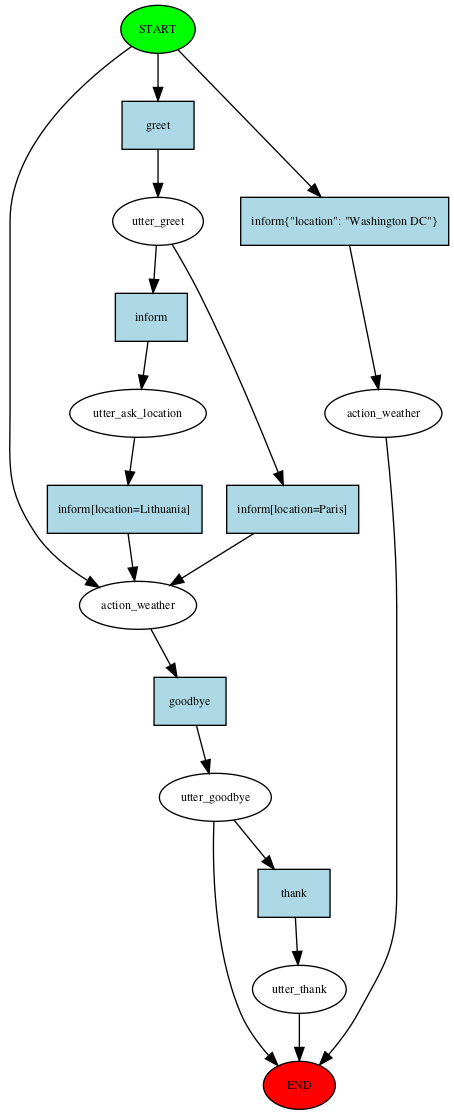 START
greet
utter_greet
inform{"location": "Washington DC"}
inform
utter_ask_location
action_weather
inform[location=Lithuania]
inform[location=Paris]
action_weather
goodbye
utter_goodbye
thank
utter_thank
END